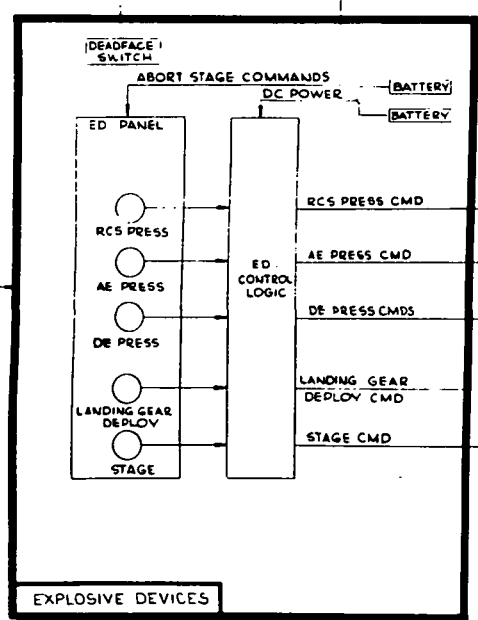 DEADFACE
SWITCH
ABORT STAGE COMMANDS
BATTERY
DC POWER
BATTERY
ED PANEL
RCS PRESS
RCS PRESS CMD
AE PRESS
AE PRESS CMD
ED
CONTROL
LOGIC
DE PRESS
DE PRESS CMDS
LANDING GEAR
DEPLOY
LANDING GEAR
DEPLOY CMD
STAGE
STAGE CMD
EXPLOSIVE DEVICES